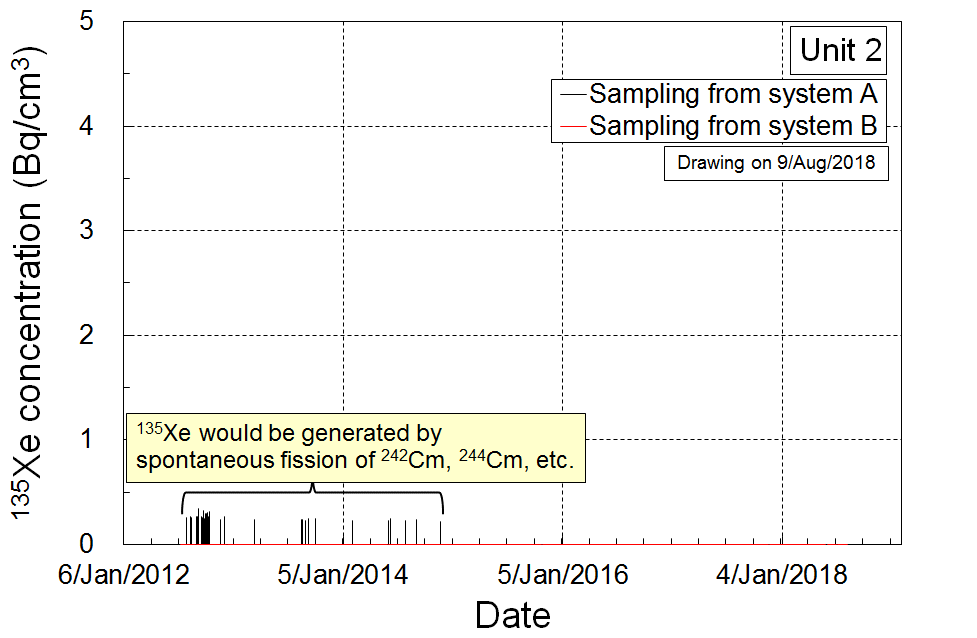 5
Unit 2
Sampling from system A
Sampling from system B
Drawing on 9/Aug/2018
4
3
2
1
0
¹³⁵Xe concentration (Bq/cm³)
¹³⁵Xe would be generated by
spontaneous fission of ²⁴²Cm, ²⁴⁴Cm, etc.
6/Jan/2012 5/Jan/2014 5/Jan/2016 4/Jan/2018
Date